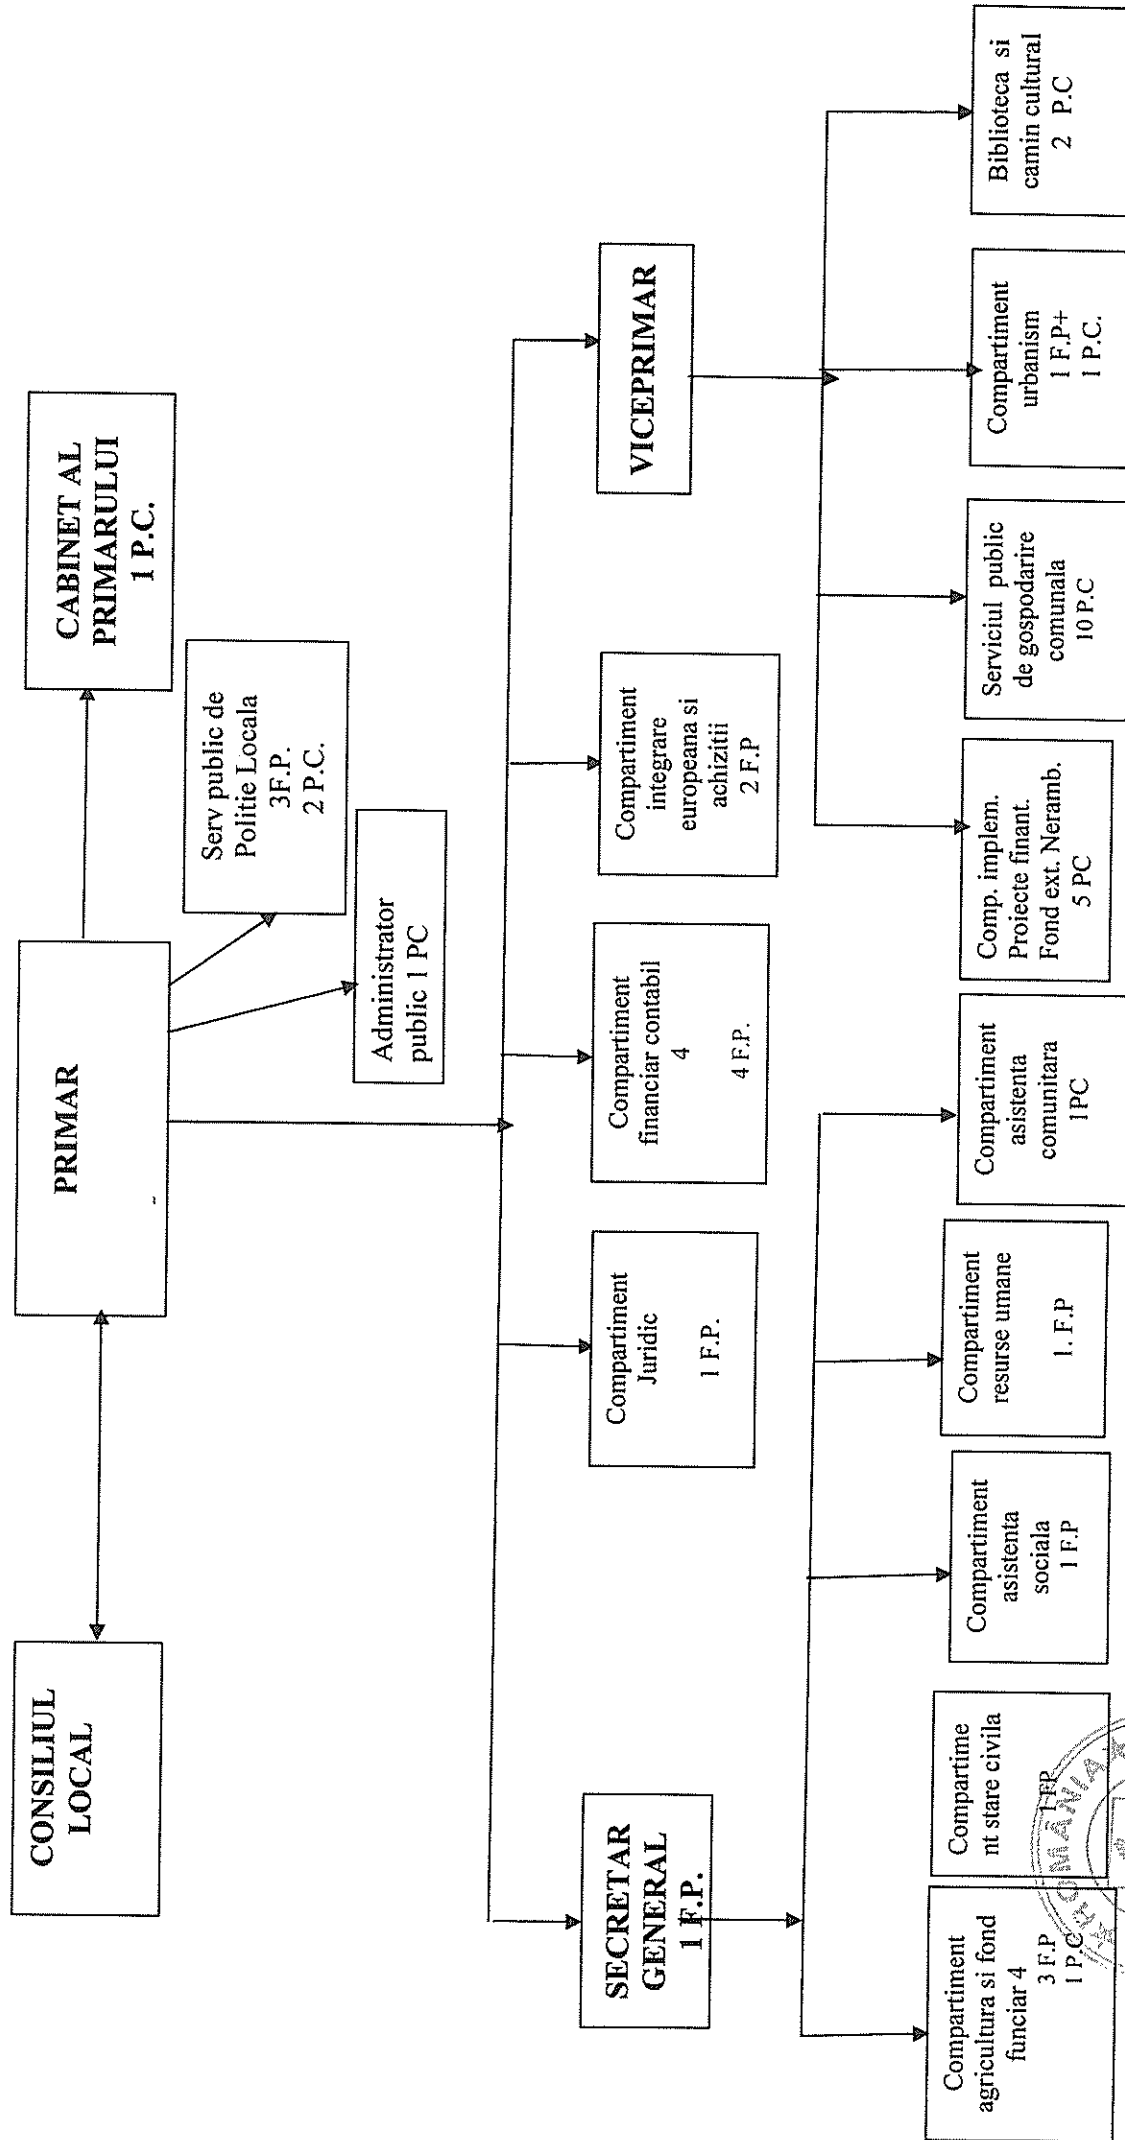 CONSILIUL
LOCAL
PRIMAR
CABINET AL
PRIMARULUI
1 P.C.
Serv public de
Politie Locala
3F.P.
2 P.C.
Administrator
public 1 PC
SECRETAR
GENERAL
1 F.P.
Compartiment
Juridic
1 F.P.
Compartiment
financiar contabil
4
4 F.P.
Compartiment
integrare
europeana si
achizitii
2 F.P
VICEPRIMAR
Compartiment
agricultura si fond
funciar 4
3 F.P
1 P.C
Compartime
nt stare civila
1 FP
Compartiment
asistenta
sociala
1 F.P
Compartiment
resurse umane
1. F.P
Compartiment
asistenta
comunitara
1PC
Comp. implem.
Proiecte finant.
Fond ext. Neramb.
5 PC
Serviciul public
de gospodarire
comunala
10 P.C
Compartiment
urbanism
1 F.P+
1 P.C.
Biblioteca si
camin cultural
2 P.C
ROMÂNIA